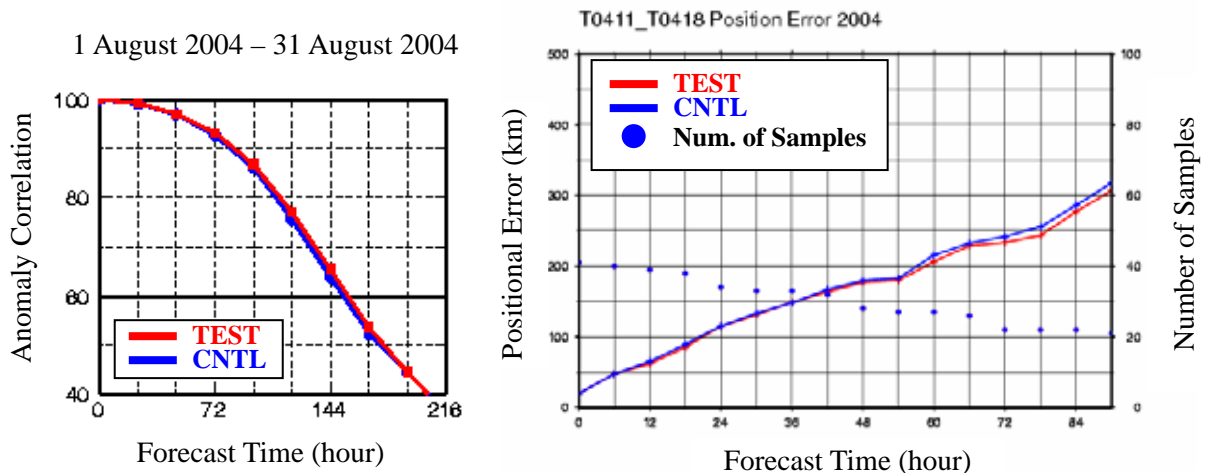 1 August 2004 – 31 August 2004
Anomaly Correlation
100
80
60
40
TEST
CNTL
0 72 144 216
Forecast Time (hour)
T0411_T0418 Position Error 2004
Positional Error (km)
500
400
300
200
100
0
TEST
CNTL
Num. of Samples
100
80
60
40
20
0
Number of Samples
0 12 24 36 48 60 72 84
Forecast Time (hour)